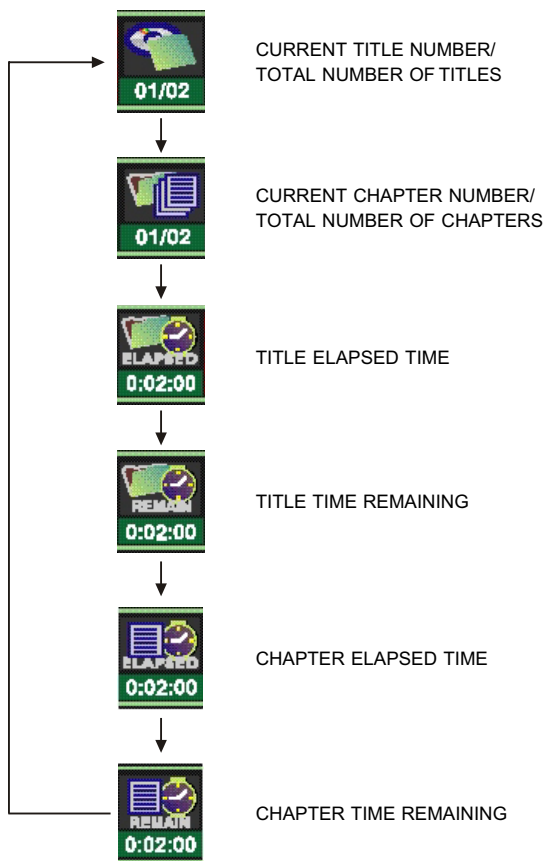 01/02
CURRENT TITLE NUMBER/
TOTAL NUMBER OF TITLES
01/02
CURRENT CHAPTER NUMBER/
TOTAL NUMBER OF CHAPTERS
ELAPSED
0:02:00
TITLE ELAPSED TIME
REMAIN
0:02:00
TITLE TIME REMAINING
ELAPSED
0:02:00
CHAPTER ELAPSED TIME
REMAIN
0:02:00
CHAPTER TIME REMAINING